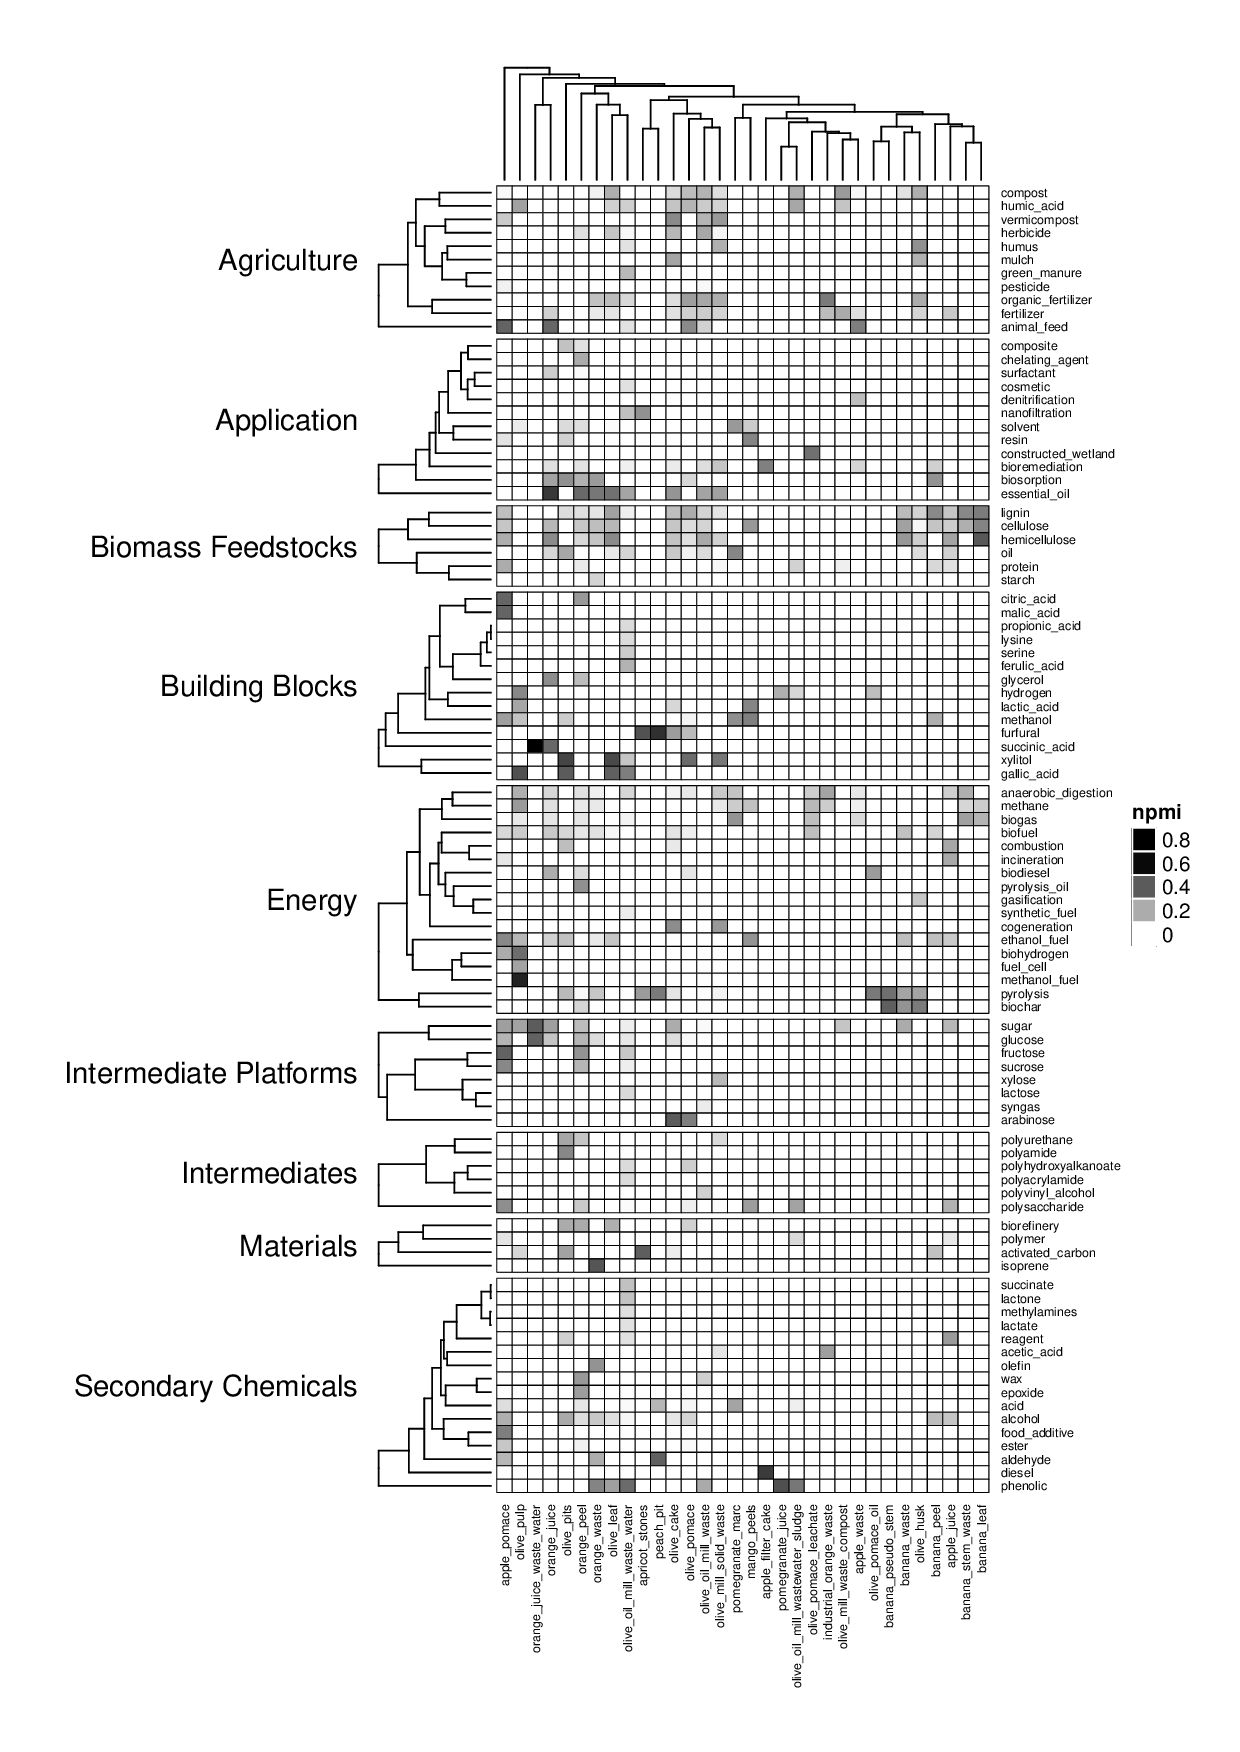 Agriculture
compost
humic_acid
vermicompost
herbicide
humus
mulch
green_manure
pesticide
organic_fertilizer
fertilizer
animal_feed
Application
composite
chelating_agent
surfactant
cosmetic
denitrification
nanofiltration
solvent
resin
constructed_wetland
bioremediation
biosorption
essential_oil
Biomass Feedstocks
lignin
cellulose
hemicellulose
oil
protein
starch
Building Blocks
citric_acid
malic_acid
propionic_acid
lysine
serine
ferulic_acid
glycerol
hydrogen
lactic_acid
methanol
furfural
succinic_acid
xylitol
gallic_acid
Energy
anaerobic_digestion
methane
biogas
biofuel
combustion
incineration
biodiesel
pyrolysis_oil
gasification
synthetic_fuel
cogeneration
ethanol_fuel
biohydrogen
fuel_cell
methanol_fuel
pyrolysis
biochar
npmi
0.8
0.6
0.4
0.2
0
Intermediate Platforms
sugar
glucose
fructose
sucrose
xylose
lactose
syngas
arabinose
Intermediates
polyurethane
polyamide
polyhydroxyalkanoate
polyacrylamide
polyvinyl_alcohol
polysaccharide
Materials
biorefinery
polymer
activated_carbon
isoprene
Secondary Chemicals
succinate
lactone
methylamines
lactate
reagent
acetic_acid
olefin
wax
epoxide
acid
alcohol
food_additive
ester
aldehyde
diesel
phenolic
apple_pomace
olive_pulp
orange_juice_waste_water
orange_juice
olive_pits
orange_peel
orange_waste
olive_leaf
olive_oil_mill_waste_water
apricot_stones
peach_pit
olive_cake
olive_pomace
olive_oil_mill_waste
olive_mill_solid_waste
pomegranate_marc
mango_peels
apple_filter_cake
pomegranate_juice
olive_oil_mill_wastewater_sludge
olive_pomace_leachate
industrial_orange_waste
olive_mill_waste_compost
apple_waste
olive_pomace_oil
banana_pseudo_stem
banana_waste
olive_husk
banana_peel
apple_juice
banana_stem_waste
banana_leaf